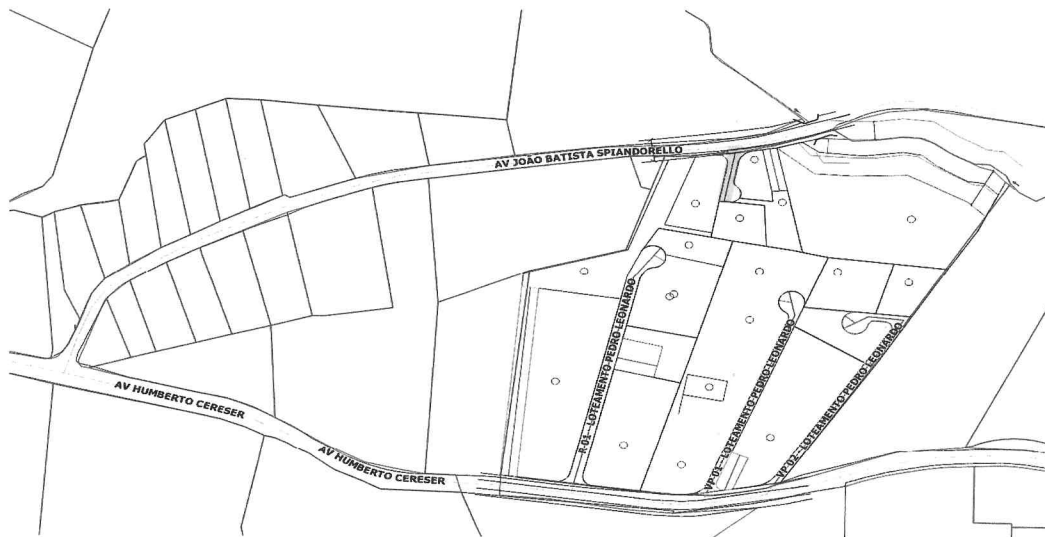 AV JOÃO BATISTA SPIANDORELLO
R.01 - LOTEAMENTO PEDRO LEONARDO
VP.01 - LOTEAMENTO PEDRO LEONARDO
VP.02 - LOTEAMENTO PEDRO LEONARDO
AV HUMBERTO CERESER
AV HUMBERTO CERESER